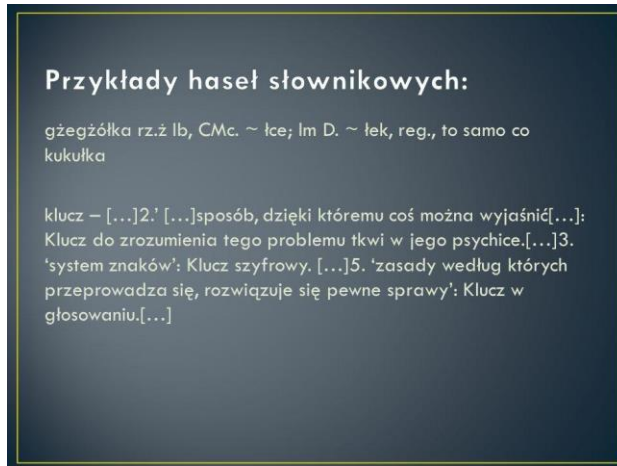 Przykłady haseł słownikowych:
gżegżółka rz.ż lb, CMc. ~ łce; lm D. ~ łek, reg., to samo co
kukułka
klucz – [...]2.’ [...]sposób, dzięki któremu coś można wyjaśnić[...]:
Klucz do zrozumienia tego problemu tkwi w jego psychice.[...]3.
‘system znaków’: Klucz szyfrowy. [...]5. ‘zasady według których
przeprowadza się, rozwiązuje się pewne sprawy’: Klucz w
głosowaniu.[...]